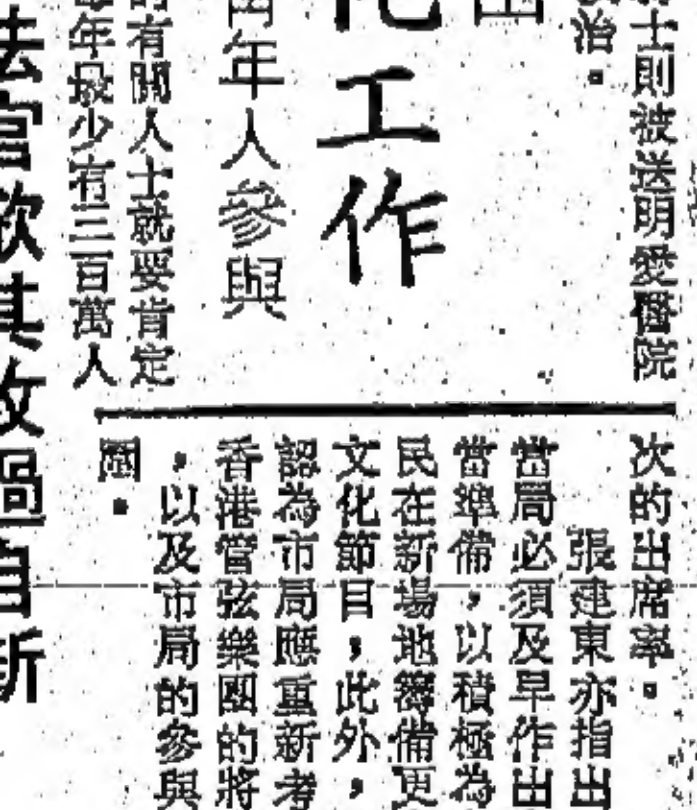 士則被送明愛醫院
治。
化工作
青年人參與
的有關人士就要肯定
每年最少有三百萬人
次的出席率。
張建東亦指出
當局必須及早作出
當準備，以積極為
民在新場地籌備更
文化節目，此外，
認為市局應重新考
香港管弦樂團的將
，以及市局的參與
團。
法官歎其改過自新